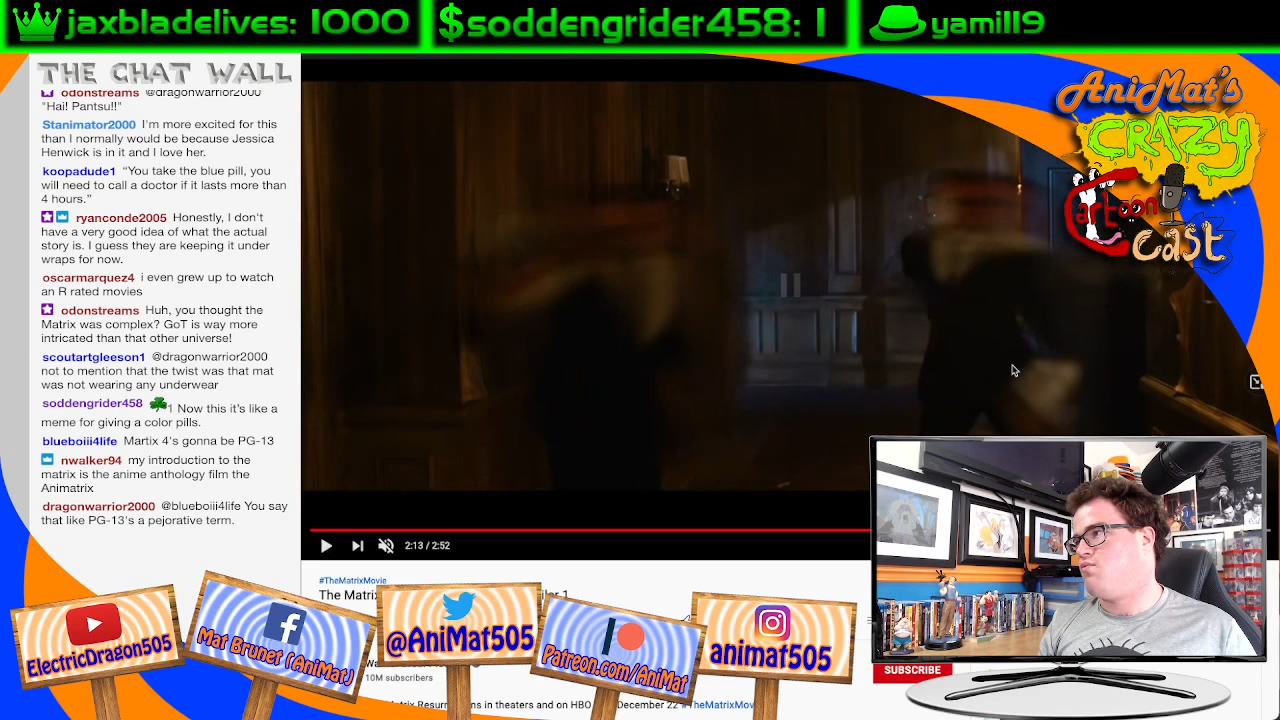 jaxbladelives: 1000
$soddengrider458: 1
yamill9
THE CHAT WALL
odonstreams @dragonwarrior2000
"Hai! Pantsu!!"
Stanimator2000 I'm more excited for this
than I normally would be because Jessica
Henwick is in it and I love her.
koopadude1 “You take the blue pill, you
will need to call a doctor if it lasts more than
4 hours.”
ryanconde2005 Honestly, I don't
have a very good idea of what the actual
story is. I guess they are keeping it under
wraps for now.
oscarmarquez4 i even grew up to watch
an R rated movies
odonstreams Huh, you thought the
Matrix was complex? GoT is way more
intricated than that other universe!
scoutartgleeson1 @dragonwarrior2000
not to mention that the twist was that mat
was not wearing any underwear
soddengrider458 1 Now this it's like a
meme for giving a color pills.
blueboiii4life Martix 4's gonna be PG-13
nwalker94 my introduction to the
matrix is the anime anthology film the
Animatrix
dragonwarrior2000 @blueboiii4life You say
that like PG-13's a pejorative term.
AniMat's
CRAZY
Cartoon
Cast
2:13 / 2:52
#TheMatrixMovie
The Matrix
1
10M subscribers
in theaters and on HBO
December 22 #TheMatrixMov
SUBSCRIBE
ElectricDragon505
Mat Brunet (AniMat)
@AniMat505
Patreon.com/AniMat
animat505